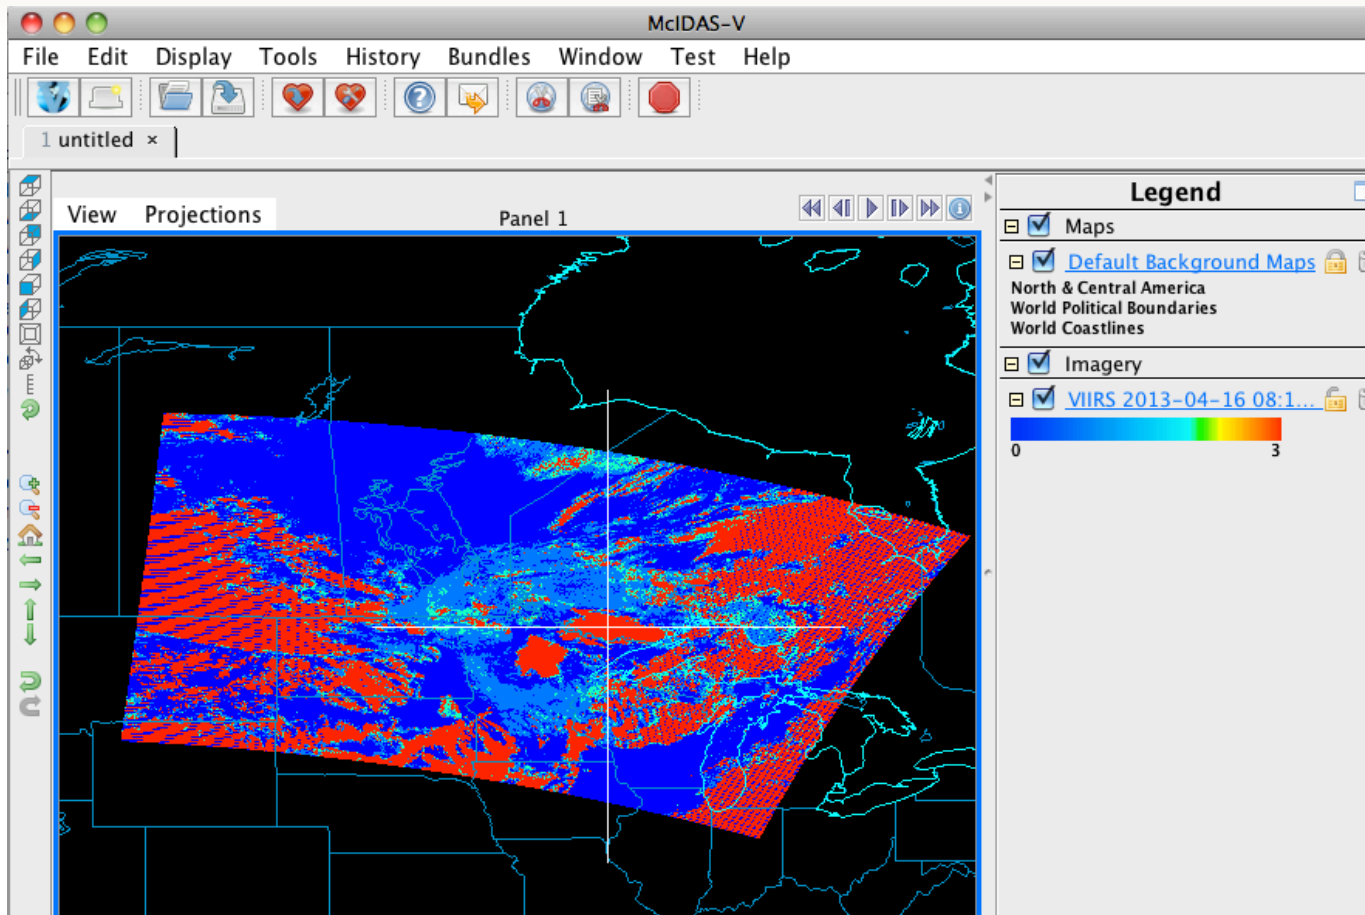 McIDAS-V
File Edit Display Tools History Bundles Window Test Help
1 untitled ×
View Projections
Panel 1
Legend
Maps
Default Background Maps
North & Central America
World Political Boundaries
World Coastlines
Imagery
VIIRS 2013-04-16 08:1...
0 3